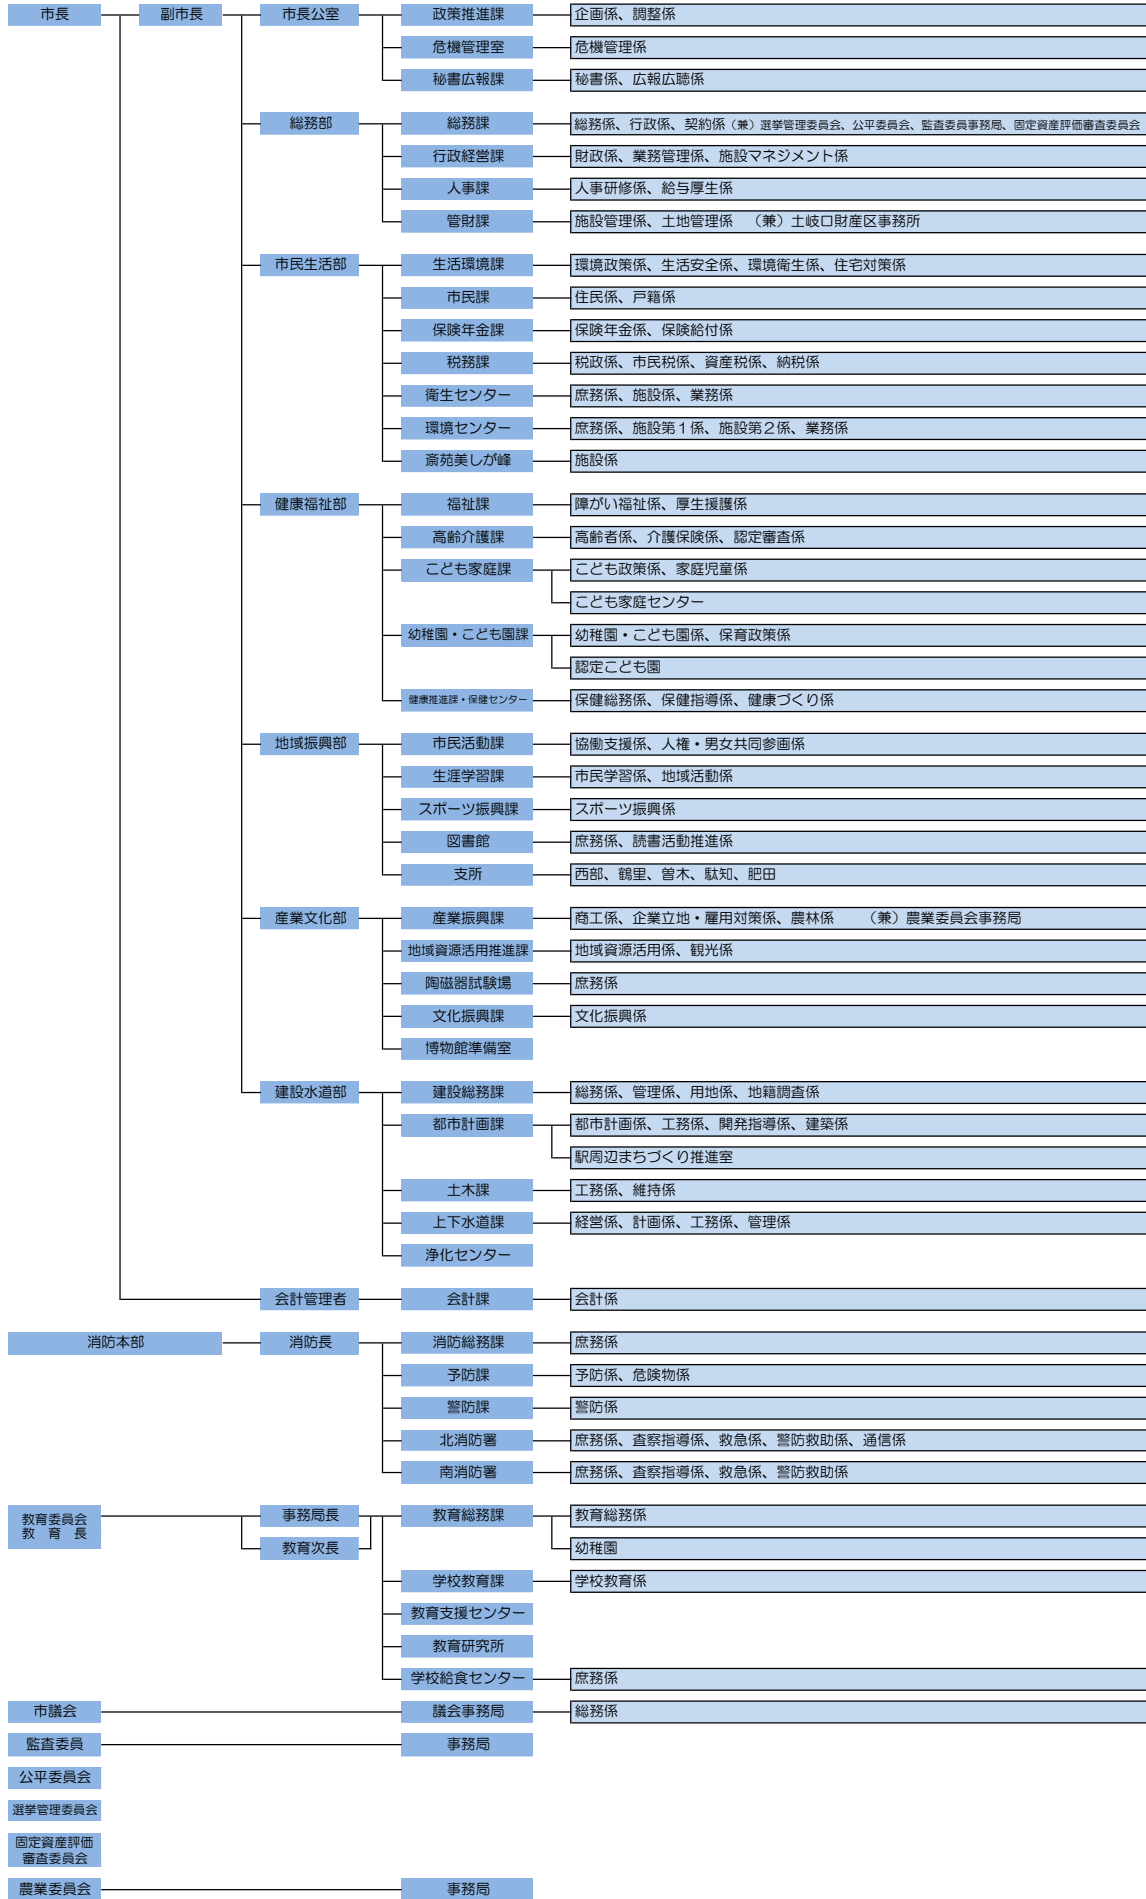 市長 副市長 市長公室 政策推進課 企画係、調整係
危機管理室 危機管理係
秘書広報課 秘書係、広報広聴係
総務部 総務課 総務係、行政係、契約係（兼）選挙管理委員会、公平委員会、監査委員事務局、固定資産評価審査委員会
行政経営課 財政係、業務管理係、施設マネジメント係
人事課 人事研修係、給与厚生係
管財課 施設管理係、土地管理係　（兼）土岐口財産区事務所
市民生活部 生活環境課 環境政策係、生活安全係、環境衛生係、住宅対策係
市民課 住民係、戸籍係
保険年金課 保険年金係、保険給付係
税務課 税政係、市民税係、資産税係、納税係
衛生センター 庶務係、施設係、業務係
環境センター 庶務係、施設第１係、施設第２係、業務係
斎苑美しが峰 施設係
健康福祉部 福祉課 障がい福祉係、厚生援護係
高齢介護課 高齢者係、介護保険係、認定審査係
こども家庭課 こども政策係、家庭児童係
こども家庭センター
幼稚園・こども園課 幼稚園・こども園係、保育政策係
認定こども園
健康推進課・保健センター 保健総務係、保健指導係、健康づくり係
地域振興部 市民活動課 協働支援係、人権・男女共同参画係
生涯学習課 市民学習係、地域活動係
スポーツ振興課 スポーツ振興係
図書館 庶務係、読書活動推進係
支所 西部、鶴里、曽木、駄知、肥田
産業文化部 産業振興課 商工係、企業立地・雇用対策係、農林係　（兼）農業委員会事務局
地域資源活用推進課 地域資源活用係、観光係
陶磁器試験場 庶務係
文化振興課 文化振興係
博物館準備室
建設水道部 建設総務課 総務係、管理係、用地係、地籍調査係
都市計画課 都市計画係、工務係、開発指導係、建築係
駅周辺まちづくり推進室
土木課 工務係、維持係
上下水道課 経営係、計画係、工務係、管理係
浄化センター
会計管理者 会計課 会計係
消防本部 消防長 消防総務課 庶務係
予防課 予防係、危険物係
警防課 警防係
北消防署 庶務係、査察指導係、救急係、警防救助係、通信係
南消防署 庶務係、査察指導係、救急係、警防救助係
教育委員会
教　育　長 事務局長 教育総務課 教育総務係
教育次長 幼稚園
学校教育課 学校教育係
教育支援センター
教育研究所
学校給食センター 庶務係
市議会 議会事務局 総務係
監査委員 事務局
公平委員会
選挙管理委員会
固定資産評価
審査委員会
農業委員会 事務局